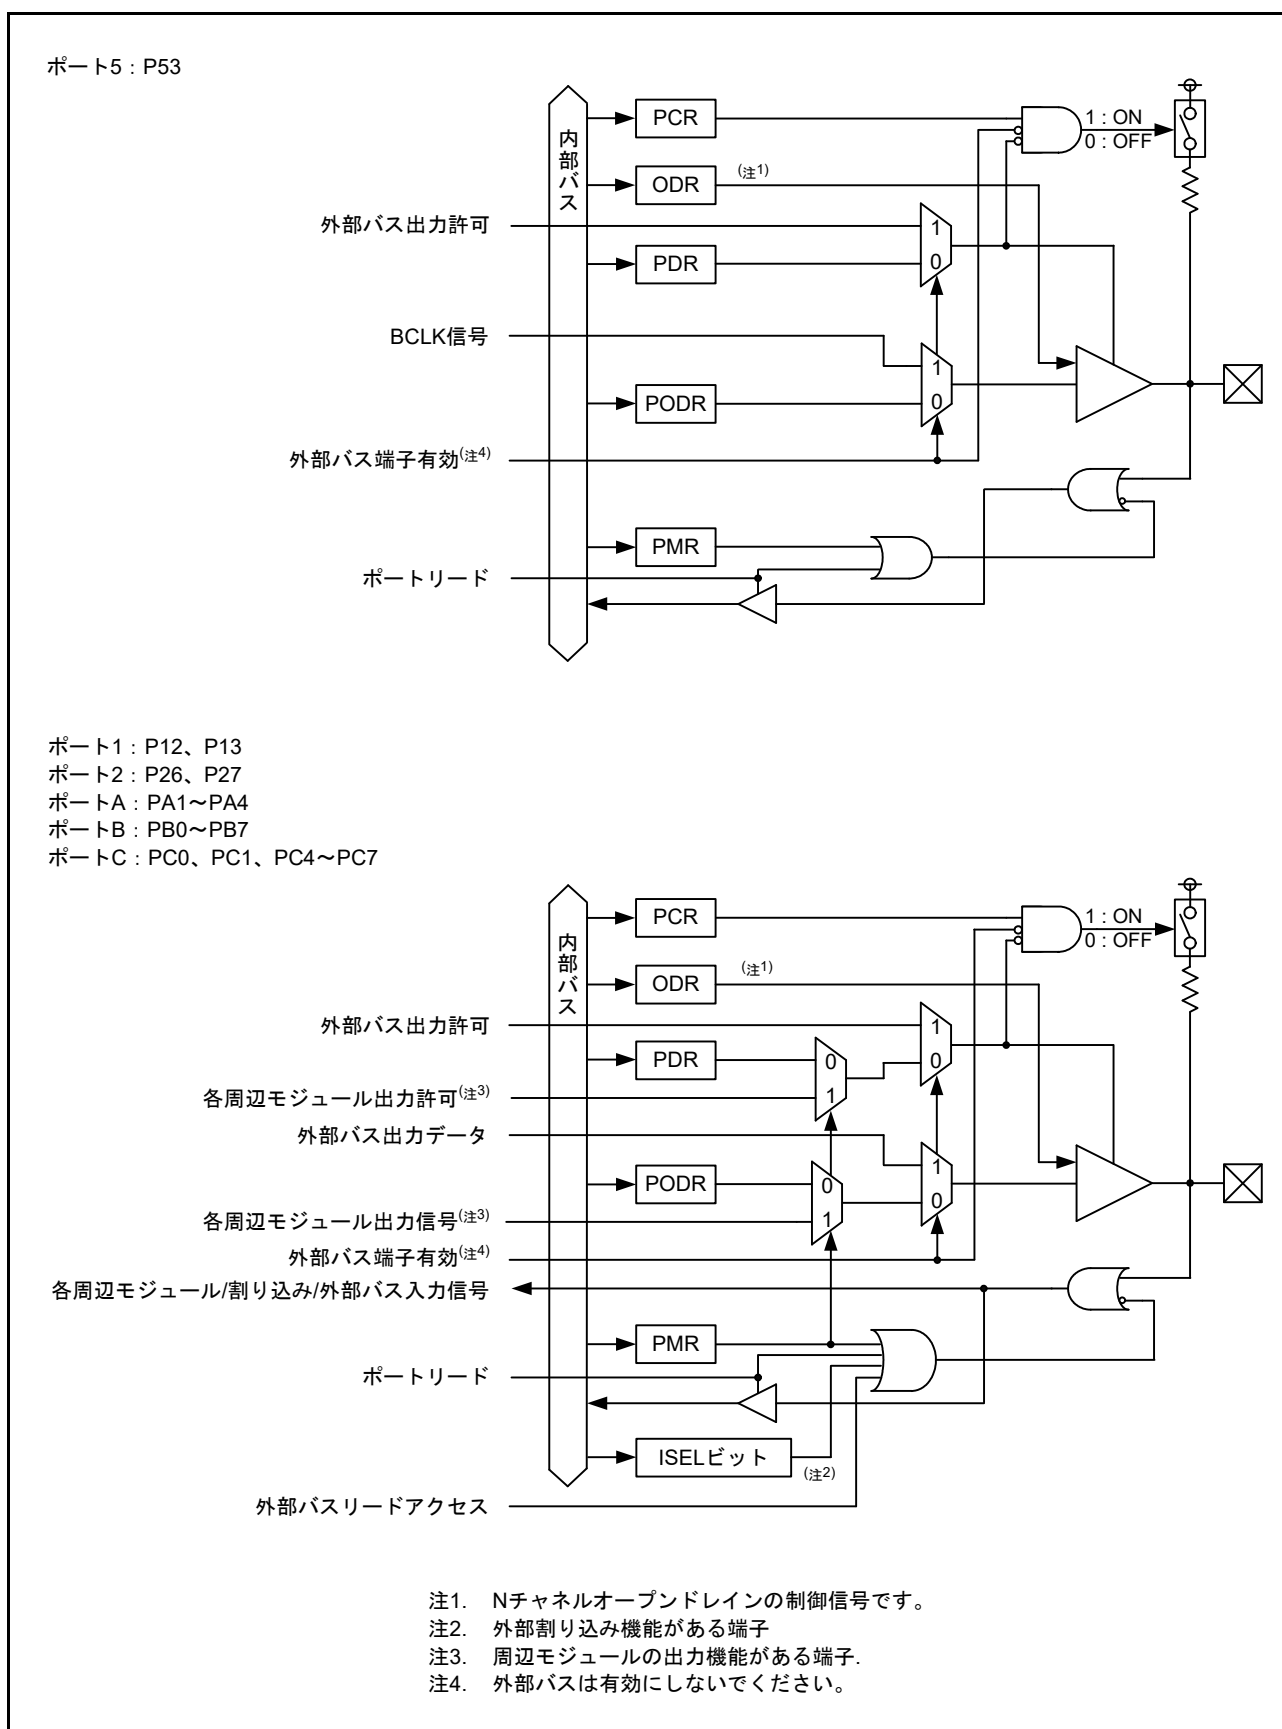 ポート5：P53
内部バス
PCR
1 : ON
0 : OFF
ODR
(注1)
外部バス出力許可
1
0
PDR
BCLK信号
1
0
PODR
外部バス端子有効(注4)
PMR
ポートリード
ポート1：P12、P13
ポート2：P26、P27
ポートA：PA1～PA4
ポートB：PB0～PB7
ポートC：PC0、PC1、PC4～PC7
内部バス
PCR
1 : ON
0 : OFF
ODR
(注1)
外部バス出力許可
1
0
PDR
0
1
各周辺モジュール出力許可(注3)
外部バス出力データ
1
0
PODR
0
1
各周辺モジュール出力信号(注3)
外部バス端子有効(注4)
各周辺モジュール/割り込み/外部バス入力信号
PMR
ポートリード
ISELビット
(注2)
外部バスリードアクセス
注1. Nチャネルオープンドレインの制御信号です。
注2. 外部割り込み機能がある端子
注3. 周辺モジュールの出力機能がある端子.
注4. 外部バスは有効にしないでください。